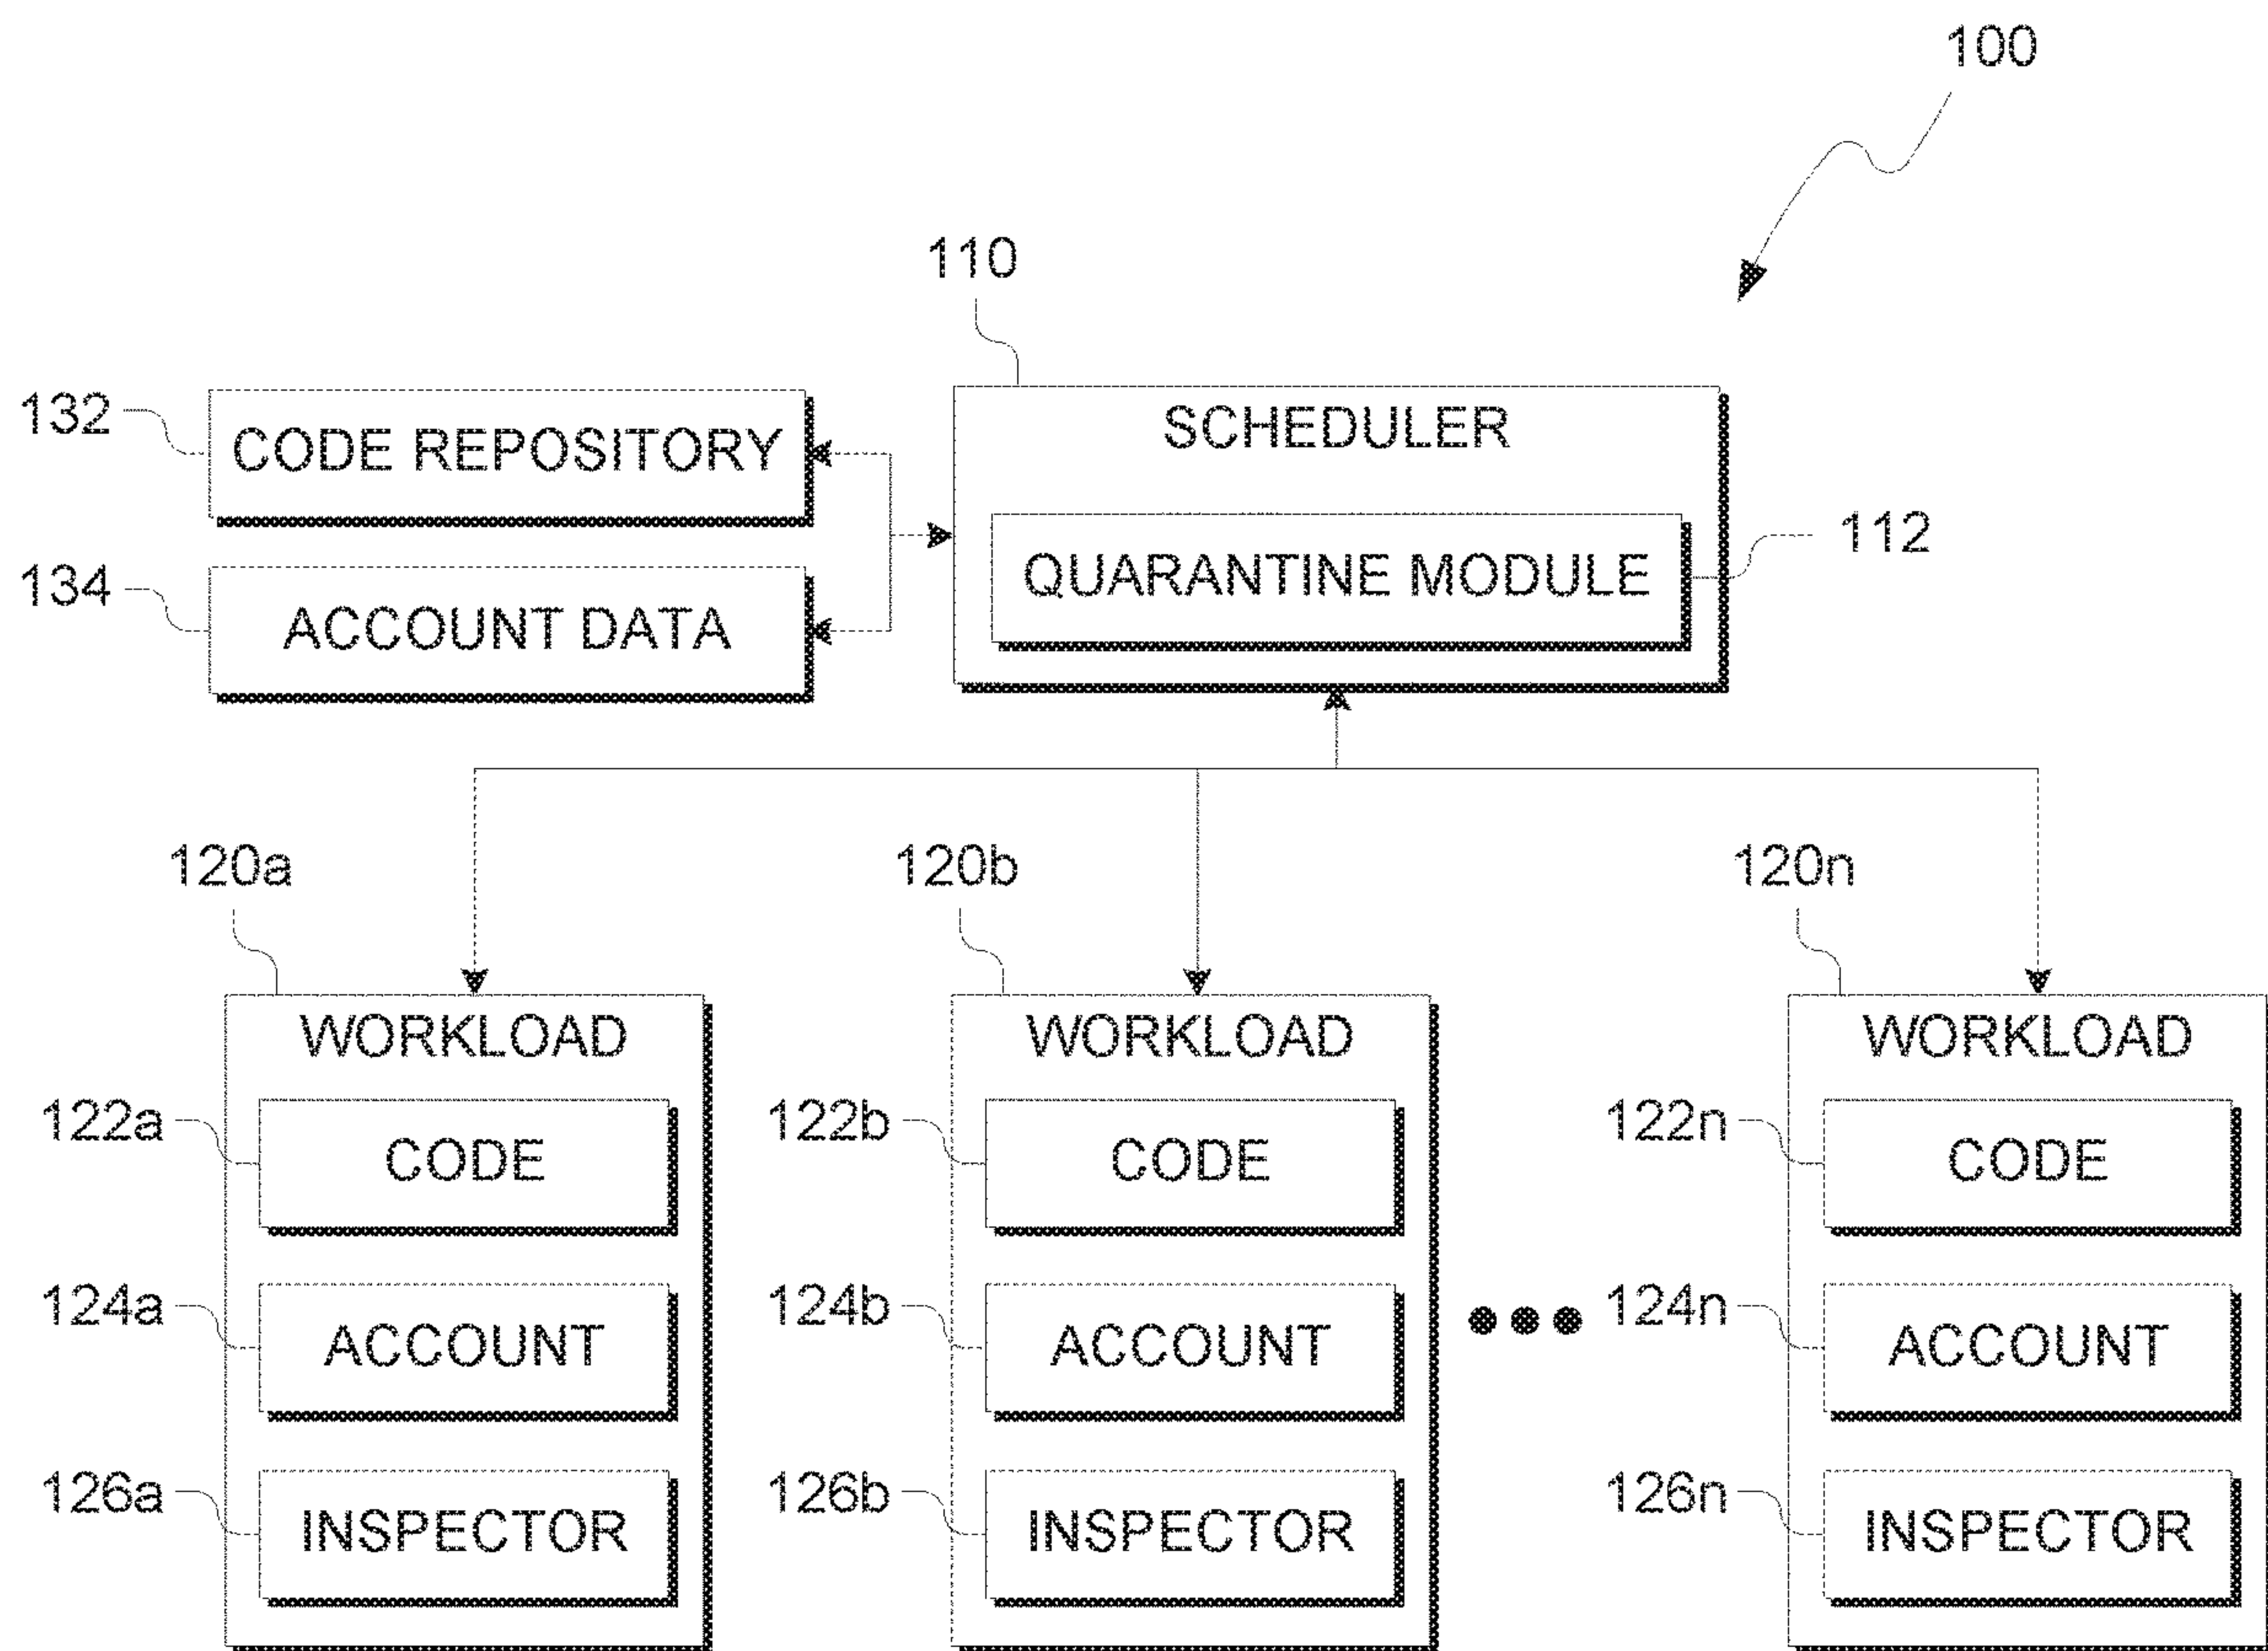 100
110
132
CODE REPOSITORY
SCHEDULER
134
ACCOUNT DATA
QUARANTINE MODULE
112
120a
120b
120n
WORKLOAD
WORKLOAD
WORKLOAD
122a
CODE
122b
CODE
122n
CODE
124a
ACCOUNT
124b
ACCOUNT
124n
ACCOUNT
126a
INSPECTOR
126b
INSPECTOR
126n
INSPECTOR